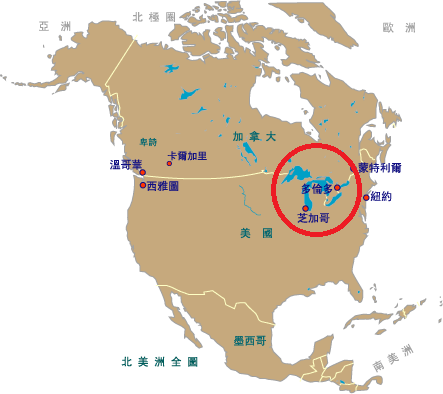 北極圈
亞洲
歐洲
卑詩
加拿大
卡爾加里
溫哥華
蒙特利爾
西雅圖
多倫多
紐約
芝加哥
美國
墨西哥
北美洲全圖
南美洲